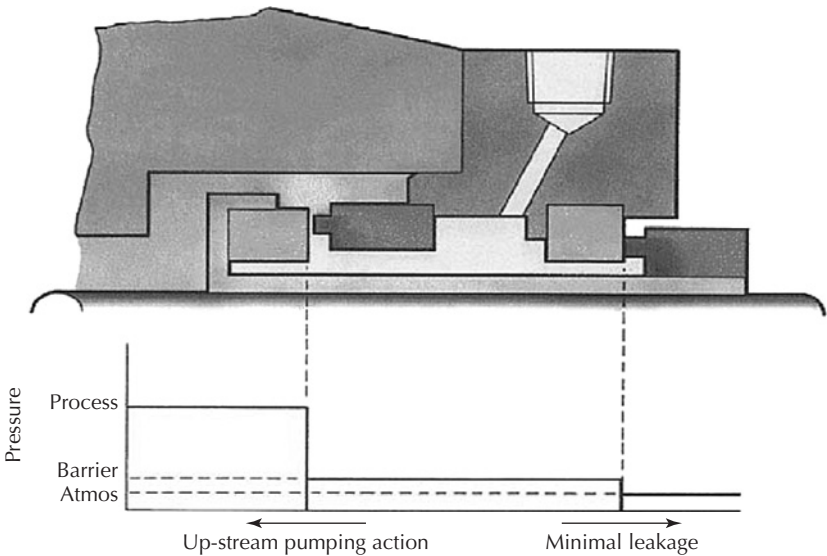 Pressure
Process
Barrier
Atmos
Up-stream pumping action
Minimal leakage